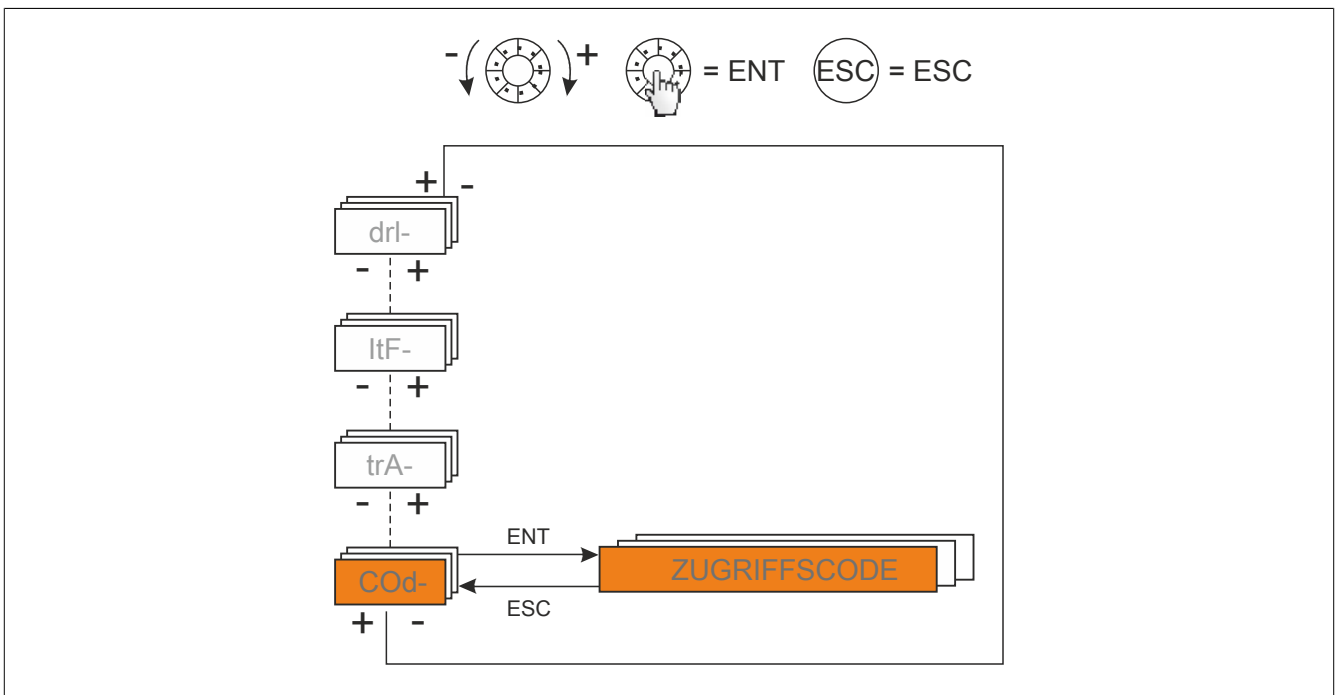 - + = ENT ESC = ESC
+ -
drI-
- +
ItF-
- +
trA-
- +
ENT
COd- ZUGRIFFSCODE
ESC
+ -